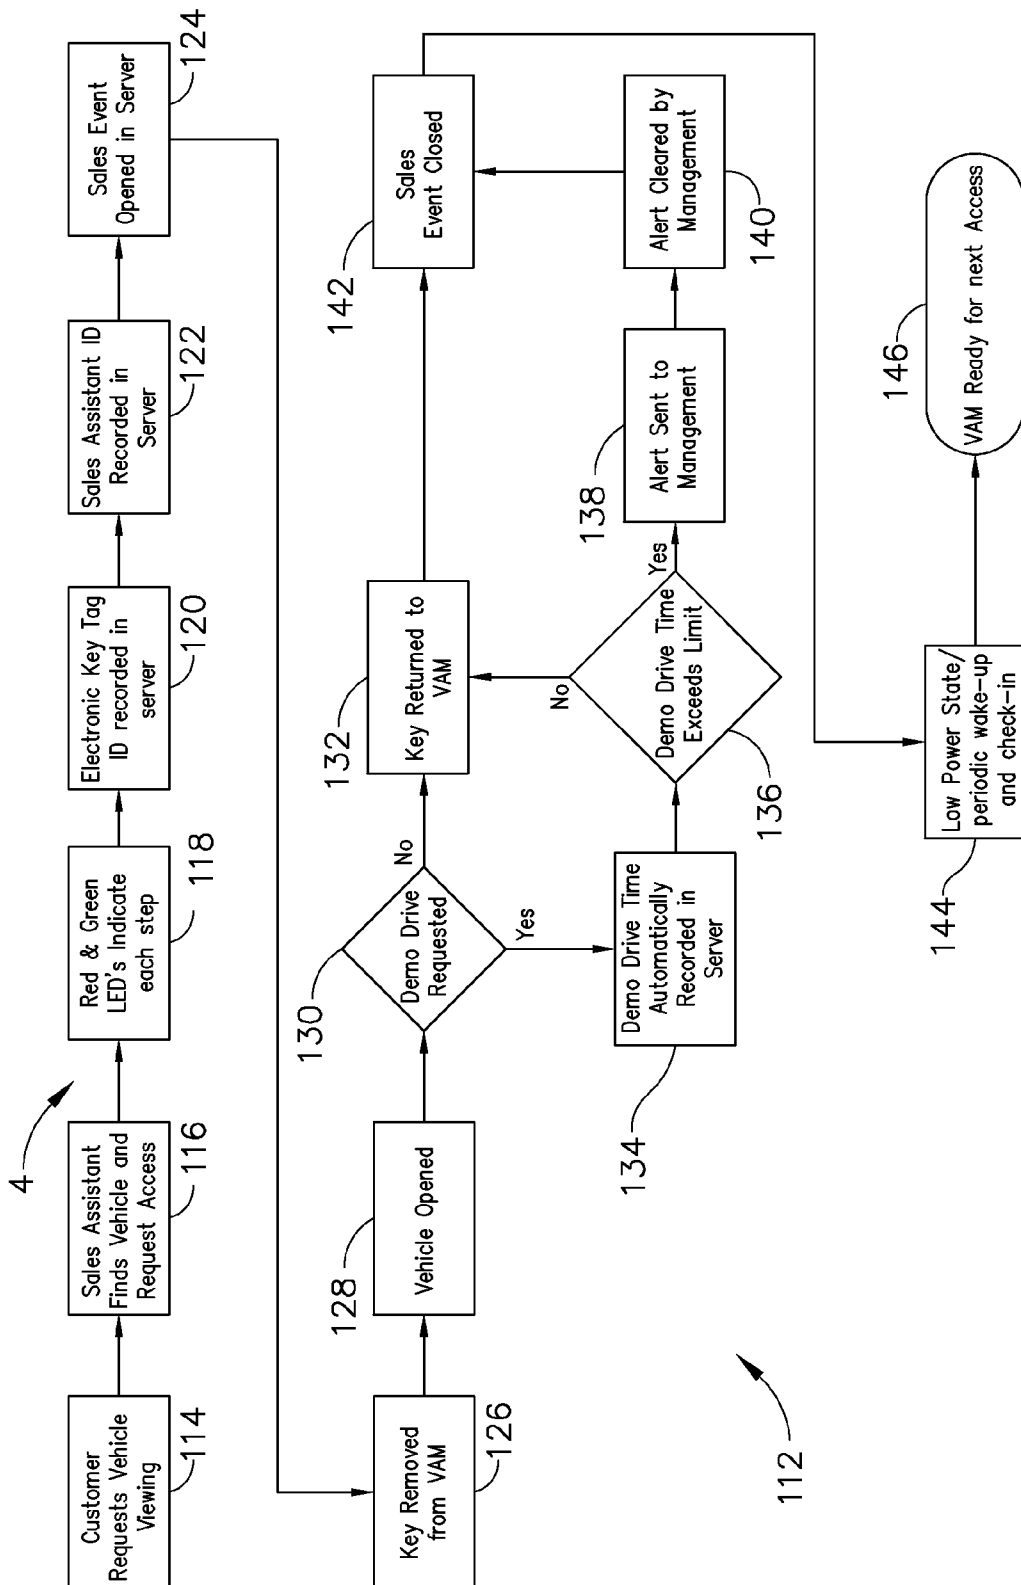 4
Customer
Requests Vehicle
Viewing
114
Sales Assistant
Finds Vehicle and
Request Access
116
Red & Green
LED's Indicate
each step
118
Electronic Key Tag
ID recorded in
server
120
Sales Assistant ID
Recorded in
Server
122
Sales Event
Opened in Server
124
Key Removed
from VAM
126
Vehicle Opened
128
Demo Drive
Requested
130
No
Yes
Key Returned to
VAM
132
Demo Drive Time
Automatically
Recorded in
Server
134
Demo Drive Time
Exceeds Limit
136
No
Yes
Alert Sent to
Management
138
Alert Cleared by
Management
140
Sales
Event Closed
142
Low Power State/
periodic wake-up
and check-in
144
VAM Ready for next Access
146
112